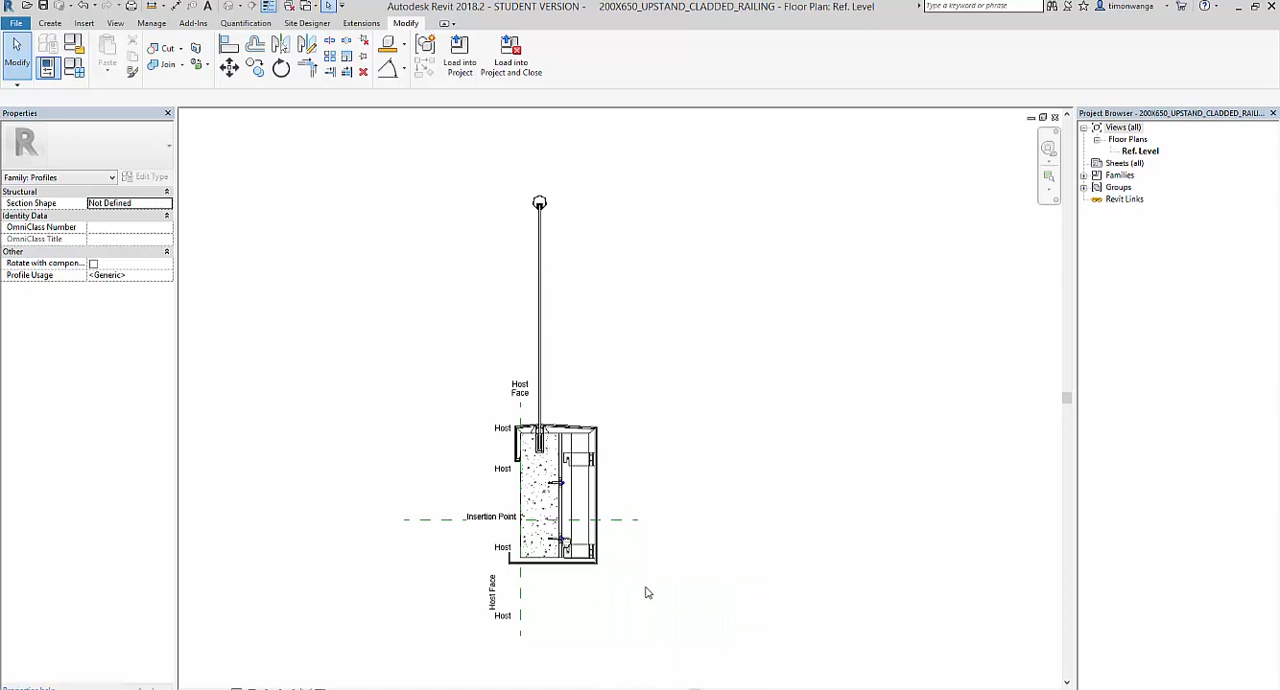 Autodesk Revit 2018.2 - STUDENT VERSION - 200X650_UPSTAND_CLADDED_RAILING - Floor Plan: Ref. Level
Type a keyword or phrase
timonwanga
File Create Insert View Manage Add-Ins Quantification Site Designer Extensions Modify
Modify
Paste
Cut
Join
Load into
Project
Load into
Project and Close
Properties
Family: Profiles
Edit Type
Structural
Section Shape Not Defined
Identity Data
OmniClass Number
OmniClass Title
Other
Rotate with compon...
Profile Usage <Generic>
Properties help
Host
Face
Host
Host
Insertion Point
Host
Host Face
Host
Project Browser - 200X650_UPSTAND_CLADDED_RAILI...
Views (all)
Floor Plans
Ref. Level
Sheets (all)
Families
Groups
Revit Links